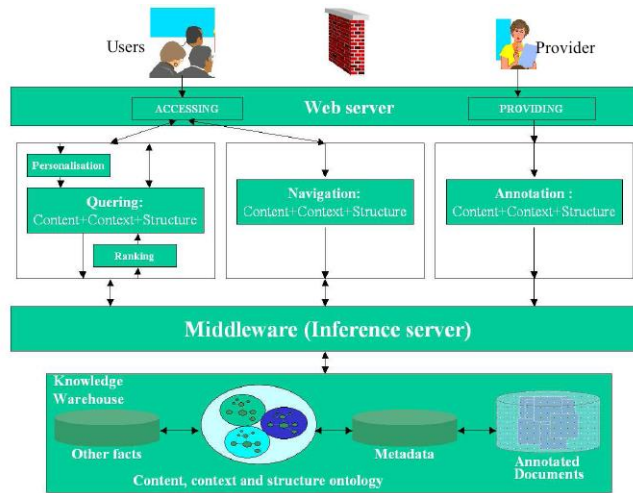 Users
Provider
ACCESSING
Web server
PROVIDING
Personalisation
Quering:
Content+Context+Structure
Ranking
Navigation:
Content+Context+Structure
Annotation :
Content+Context+Structure
Middleware (Inference server)
Knowledge
Warehouse
Other facts
Content, context and structure ontology
Metadata
Annotated
Documents